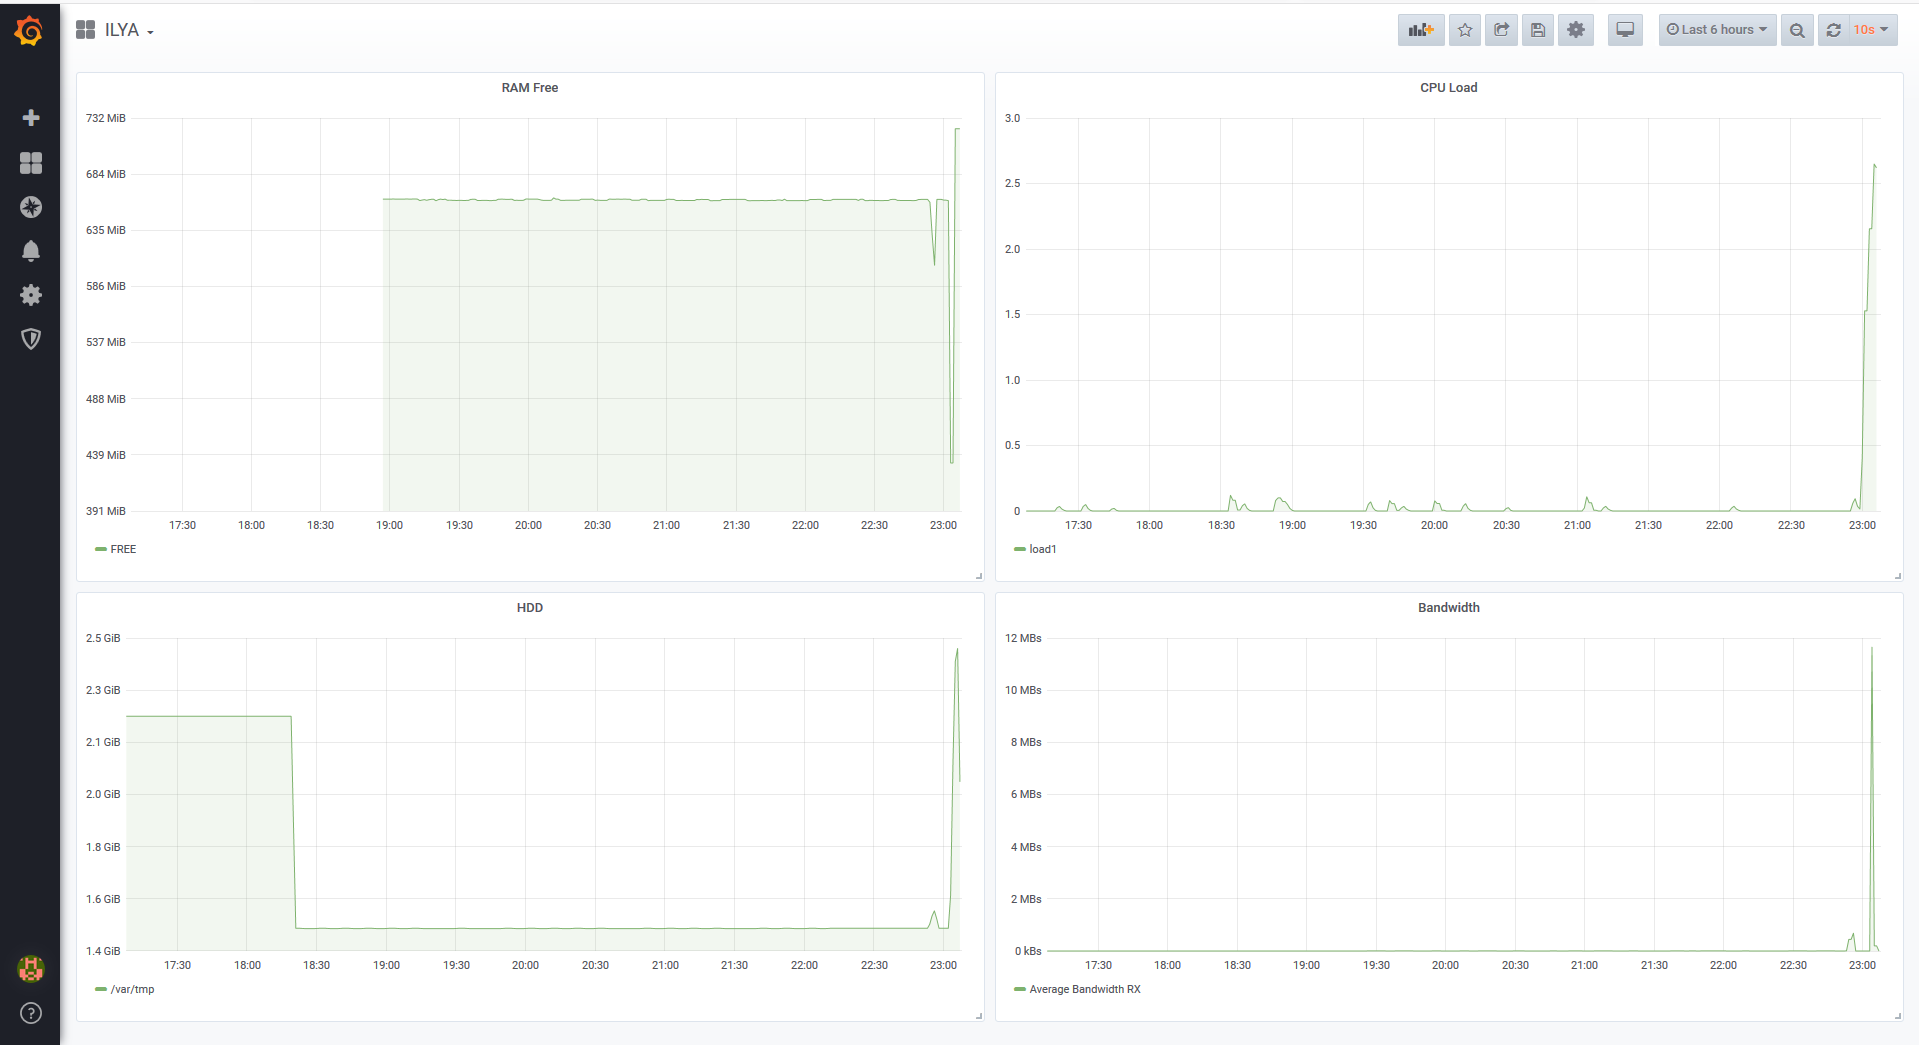 ILYA
Last 6 hours
10s
RAM Free
732 MiB
684 MiB
635 MiB
586 MiB
537 MiB
488 MiB
439 MiB
391 MiB
17:30 18:00 18:30 19:00 19:30 20:00 20:30 21:00 21:30 22:00 22:30 23:00
FREE
CPU Load
3.0
2.5
2.0
1.5
1.0
0.5
0
17:30 18:00 18:30 19:00 19:30 20:00 20:30 21:00 21:30 22:00 22:30 23:00
load1
HDD
2.5 GiB
2.3 GiB
2.1 GiB
2.0 GiB
1.8 GiB
1.6 GiB
1.4 GiB
17:30 18:00 18:30 19:00 19:30 20:00 20:30 21:00 21:30 22:00 22:30 23:00
/var/tmp
Bandwidth
12 MBs
10 MBs
8 MBs
6 MBs
4 MBs
2 MBs
0 kBs
17:30 18:00 18:30 19:00 19:30 20:00 20:30 21:00 21:30 22:00 22:30 23:00
Average Bandwidth RX